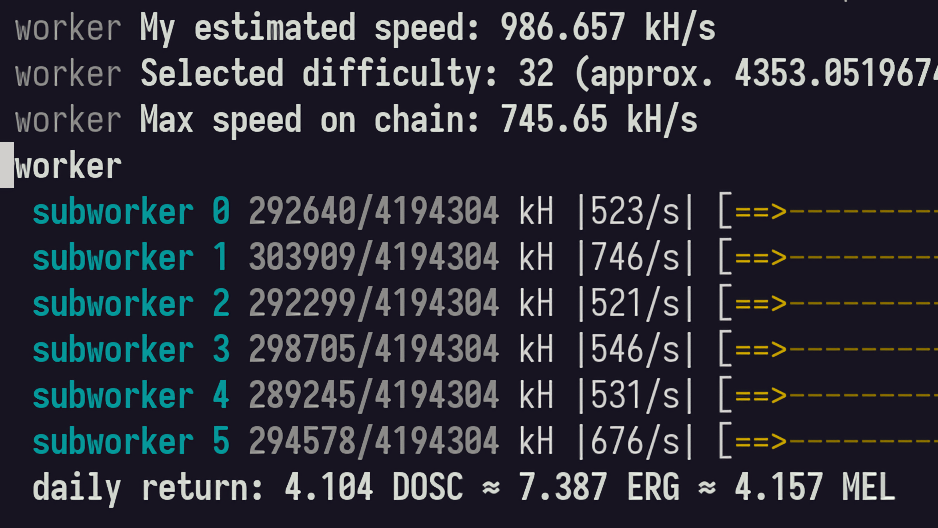 worker My estimated speed: 986.657 kH/s
worker Selected difficulty: 32 (approx. 4353.0519674
worker Max speed on chain: 745.65 kH/s
worker
subworker 0 292640/4194304 kH |523/s| [==>---------
subworker 1 303909/4194304 kH |746/s| [==>---------
subworker 2 292299/4194304 kH |521/s| [==>---------
subworker 3 298705/4194304 kH |546/s| [==>---------
subworker 4 289245/4194304 kH |531/s| [==>---------
subworker 5 294578/4194304 kH |676/s| [==>---------
daily return: 4.104 DOSC ≈ 7.387 ERG ≈ 4.157 MEL